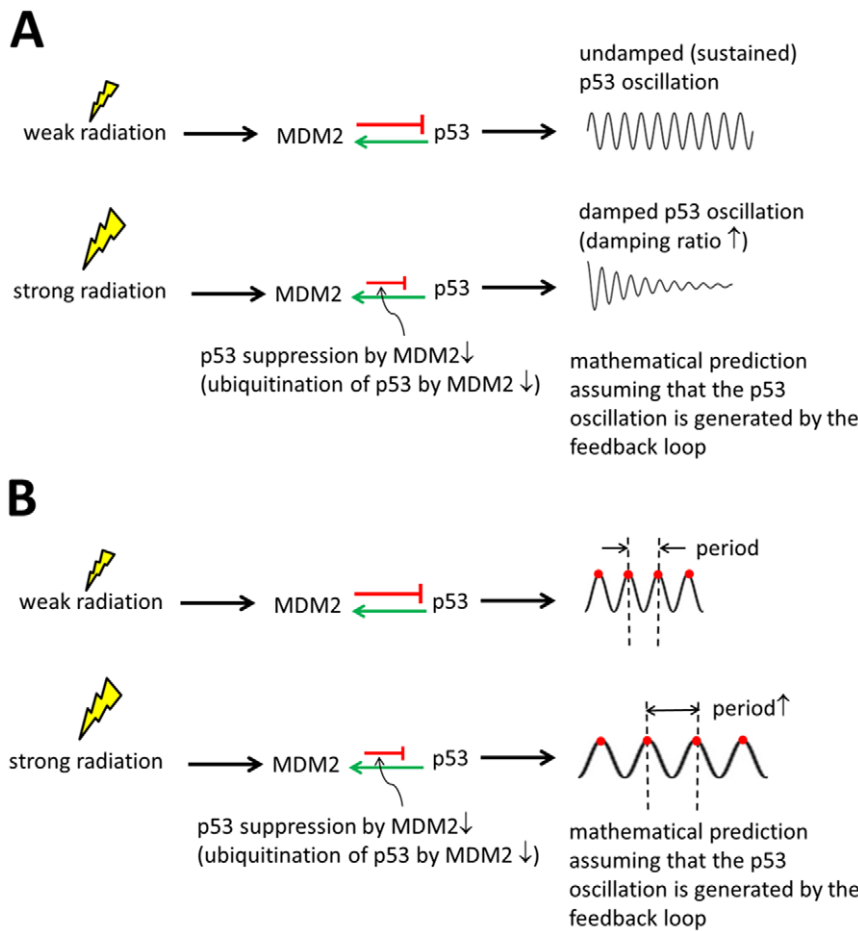 A
undamped (sustained)
p53 oscillation
weak radiation
MDM2
p53
damped p53 oscillation
(damping ratio ↑)
strong radiation
MDM2
p53
p53 suppression by MDM2↓
(ubiquitination of p53 by MDM2 ↓)
mathematical prediction
assuming that the p53
oscillation is generated by the
feedback loop
B
period
weak radiation
MDM2
p53
period↑
strong radiation
MDM2
p53
p53 suppression by MDM2↓
(ubiquitination of p53 by MDM2 ↓)
mathematical prediction
assuming that the p53
oscillation is generated by the
feedback loop